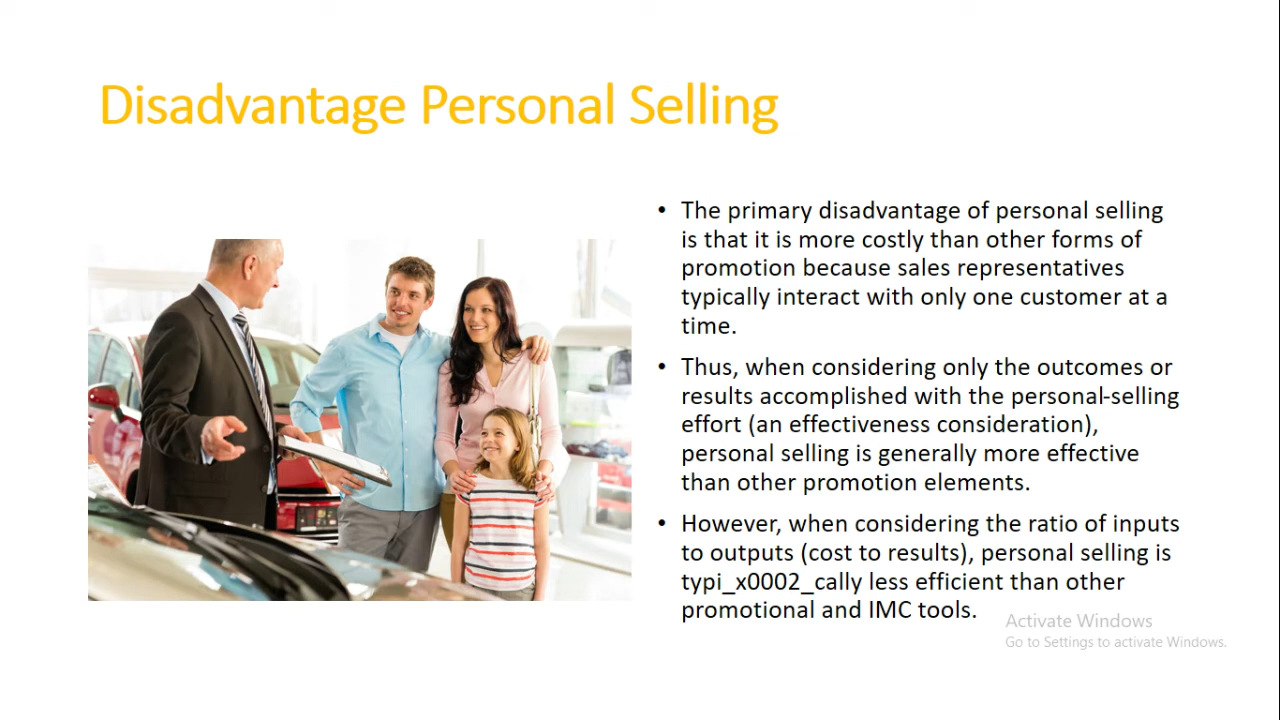 Disadvantage Personal Selling
• The primary disadvantage of personal selling
is that it is more costly than other forms of
promotion because sales representatives
typically interact with only one customer at a
time.
• Thus, when considering only the outcomes or
results accomplished with the personal-selling
effort (an effectiveness consideration),
personal selling is generally more effective
than other promotion elements.
• However, when considering the ratio of inputs
to outputs (cost to results), personal selling is
typi_x0002_cally less efficient than other
promotional and IMC tools.
Activate Windows
Go to Settings to activate Windows.